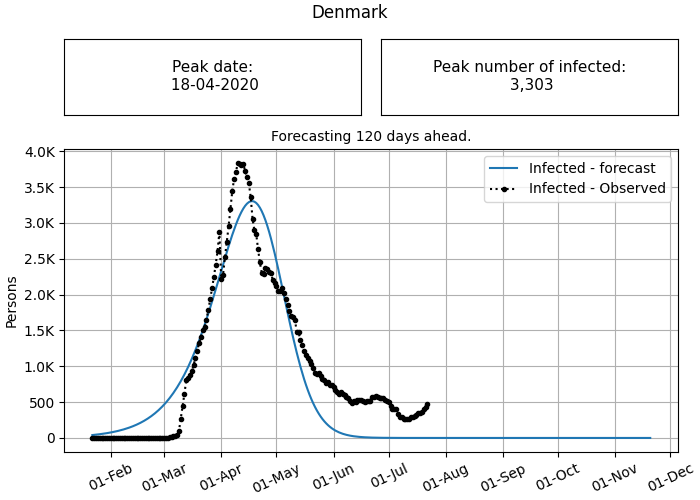 Denmark
Peak date:
18-04-2020
Peak number of infected:
3,303
Forecasting 120 days ahead.
4.0K
3.5K
3.0K
2.5K
2.0K
1.5K
1.0K
500
0
Persons
Infected - forecast
Infected - Observed
01-Feb
01-Mar
01-Apr
01-May
01-Jun
01-Jul
01-Aug
01-Sep
01-Oct
01-Nov
01-Dec